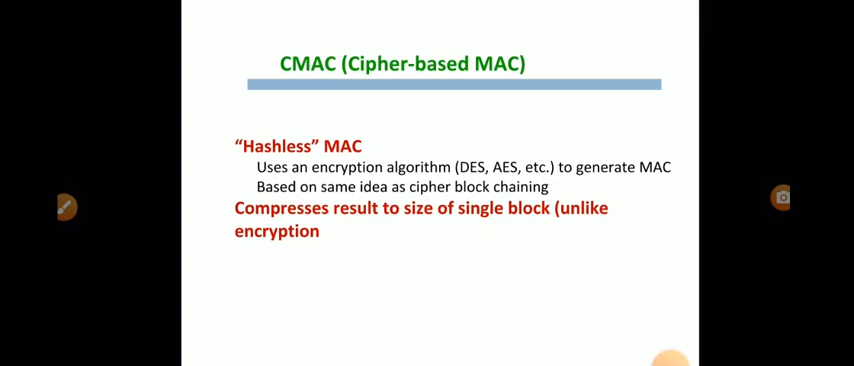 CMAC (Cipher-based MAC)
“Hashless” MAC
Uses an encryption algorithm (DES, AES, etc.) to generate MAC
Based on same idea as cipher block chaining
Compresses result to size of single block (unlike
encryption